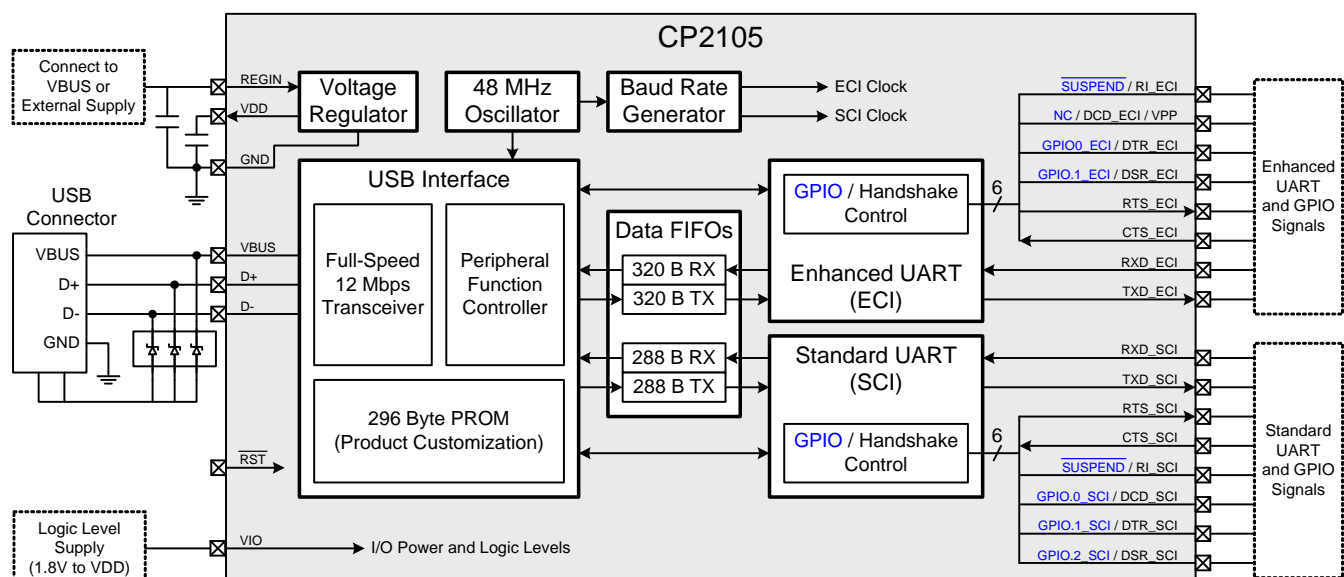 CP2105
Connect to
VBUS or
External Supply
REGIN
VDD
GND
Voltage
Regulator
48 MHz
Oscillator
Baud Rate
Generator
ECI Clock
SCI Clock
USB
Connector
VBUS
D+
D-
GND
VBUS
D+
D-
USB Interface
Full-Speed
12 Mbps
Transceiver
Peripheral
Function
Controller
296 Byte PROM
(Product Customization)
Data FIFOs
320 B RX
320 B TX
288 B RX
288 B TX
GPIO / Handshake
Control
Enhanced UART
(ECI)
6
Standard UART
(SCI)
GPIO / Handshake
Control
6
SUSPEND / RI_ECI
NC / DCD_ECI / VPP
GPIO0_ECI / DTR_ECI
GPIO.1_ECI / DSR_ECI
RTS_ECI
CTS_ECI
RXD_ECI
TXD_ECI
Enhanced
UART
and GPIO
Signals
RXD_SCI
TXD_SCI
RTS_SCI
CTS_SCI
SUSPEND / RI_SCI
GPIO.0_SCI / DCD_SCI
GPIO.1_SCI / DTR_SCI
GPIO.2_SCI / DSR_SCI
Standard
UART
and GPIO
Signals
RST
Logic Level
Supply
(1.8V to VDD)
VIO
I/O Power and Logic Levels